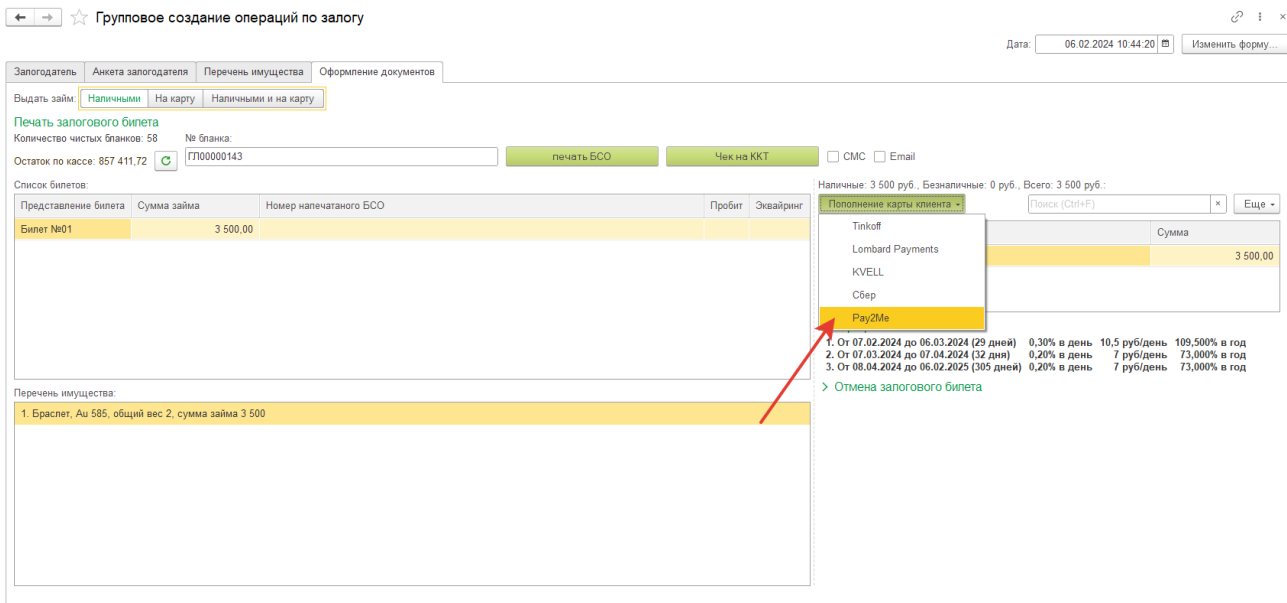 Групповое создание операций по залогу
Дата: 06.02.2024 10:44:20 Изменить форму...
Залогодатель Анкета залогодателя Перечень имущества Оформление документов
Выдать займ: Наличными На карту Наличными и на карту
Печать залогового билета
Количество чистых бланков: 58 № бланка:
Остаток по кассе: 857 411,72 ГЛ00000143 печать БСО Чек на ККТ СМС Email
Список билетов:
Наличные: 3 500 руб., Безналичные: 0 руб., Всего: 3 500 руб.:
Пополнение карты клиента Поиск (Ctrl+F) × Еще
Представление билета Сумма займа Номер напечатаного БСО Пробит Эквайринг
Билет №01 3 500,00
Tinkoff
Lombard Payments
KVELL
Сбер
Pay2Me
Сумма
3 500,00
1. От 07.02.2024 до 06.03.2024 (29 дней) 0,30% в день 10,5 руб/день 109,500% в год
2. От 07.03.2024 до 07.04.2024 (32 дня) 0,20% в день 7 руб/день 73,000% в год
3. От 08.04.2024 до 06.02.2025 (305 дней) 0,20% в день 7 руб/день 73,000% в год
> Отмена залогового билета
Перечень имущества:
1. Браслет, Au 585, общий вес 2, сумма займа 3 500